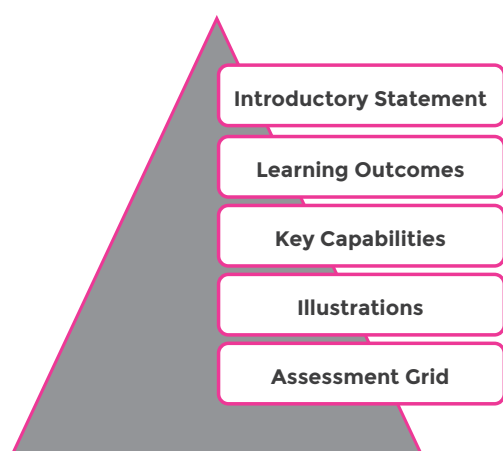 Introductory Statement
Learning Outcomes
Key Capabilities
Illustrations
Assessment Grid